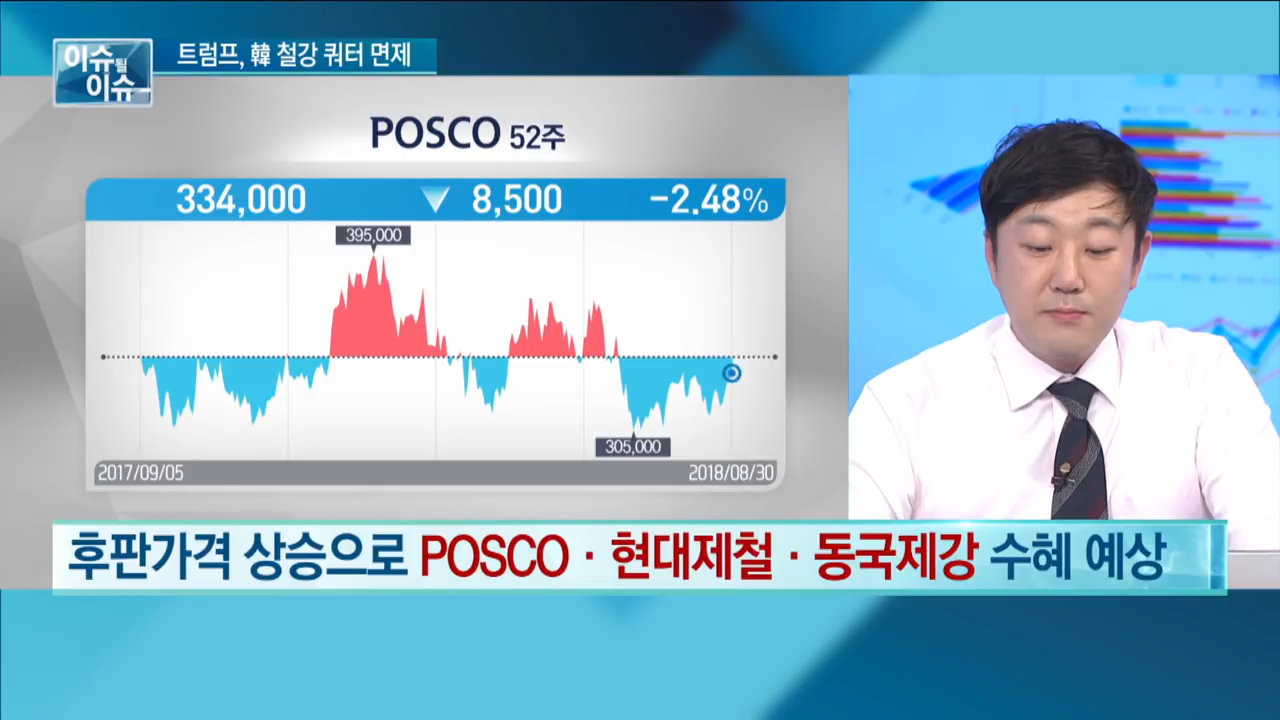 이슈될
이슈
트럼프, 韓 철강 쿼터 면제
POSCO 52주
334,000 ▼ 8,500 -2.48%
395,000
305,000
2017/09/05 2018/08/30
후판가격 상승으로 POSCO · 현대제철 · 동국제강 수혜 예상